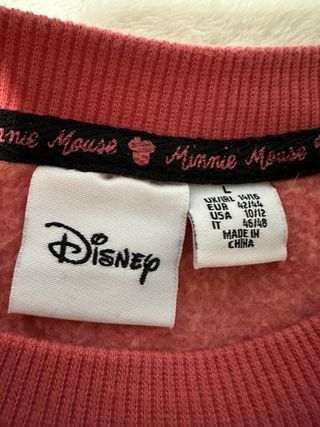 Minnie Mouse Minnie Mouse
Disney
L
UK/IRL 14/16
EUR 42/44
USA 10/12
IT 46/48
MADE IN
CHINA